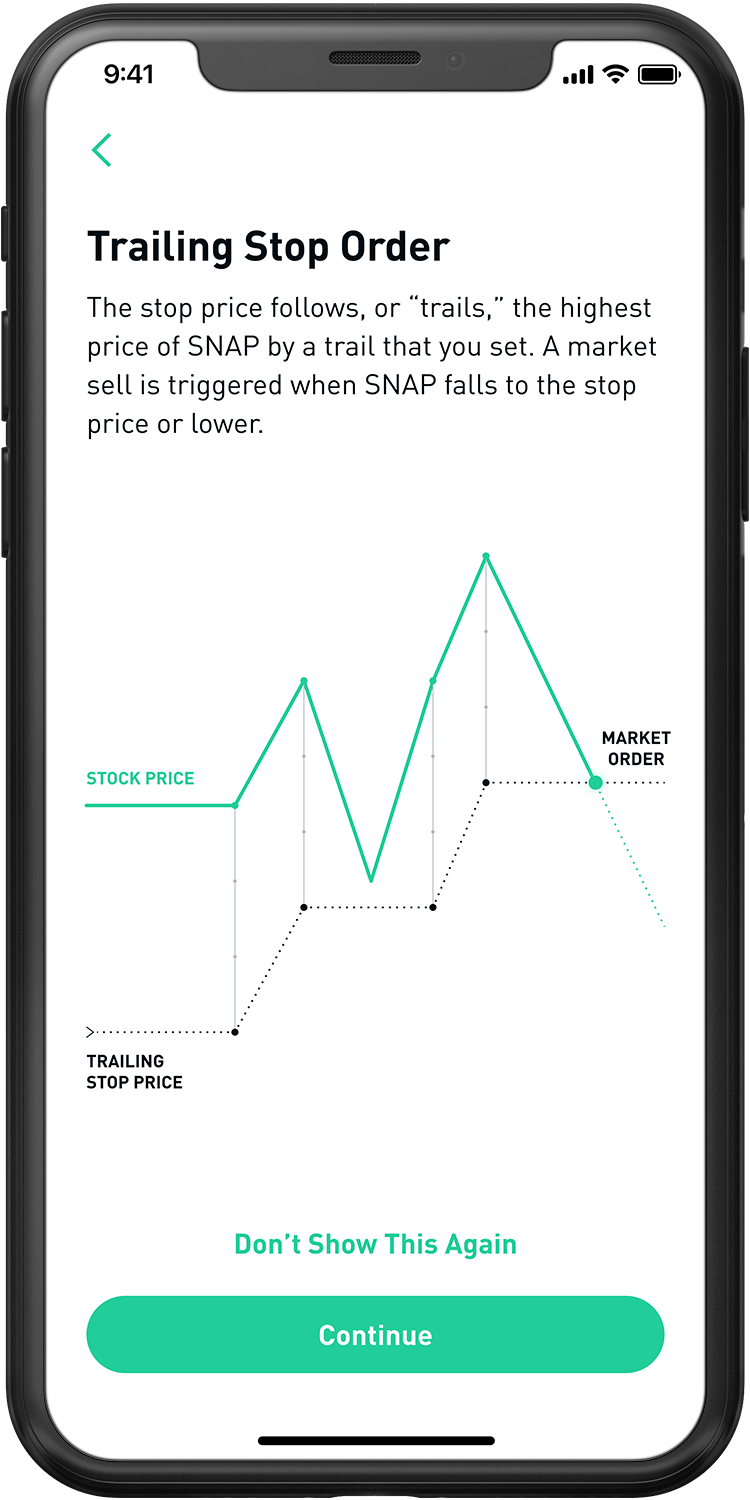 9:41
Trailing Stop Order
The stop price follows, or “trails,” the highest
price of SNAP by a trail that you set. A market
sell is triggered when SNAP falls to the stop
price or lower.
MARKET
ORDER
STOCK PRICE
TRAILING
STOP PRICE
Don’t Show This Again
Continue